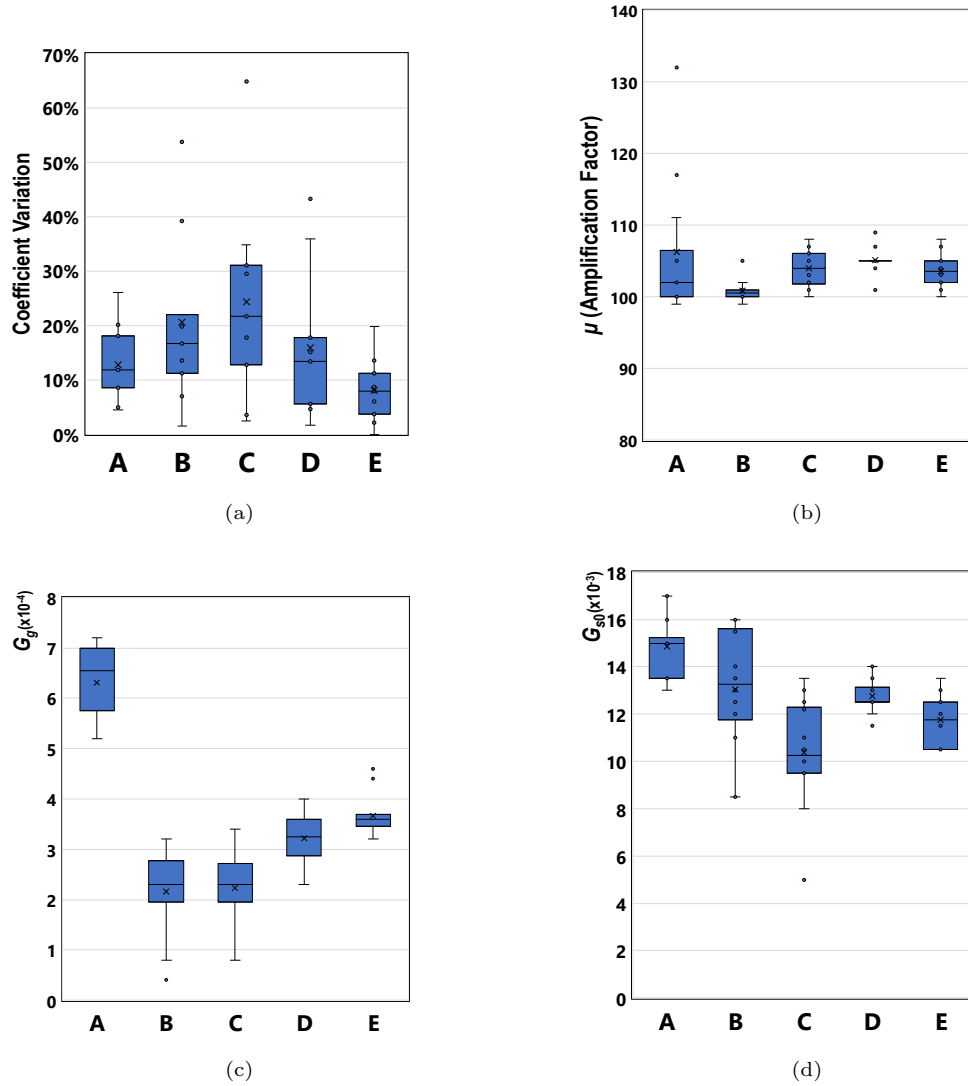 70%
60%
50%
40%
30%
20%
10%
0%
Coefficient Variation
A B C D E
(a)
140
130
120
110
100
90
80
μ (Amplification Factor)
A B C D E
(b)
8
7
6
5
4
3
2
1
0
Gg(x10⁻⁴)
A B C D E
(c)
18
16
14
12
10
8
6
4
2
0
Gs0(x10⁻³)
A B C D E
(d)